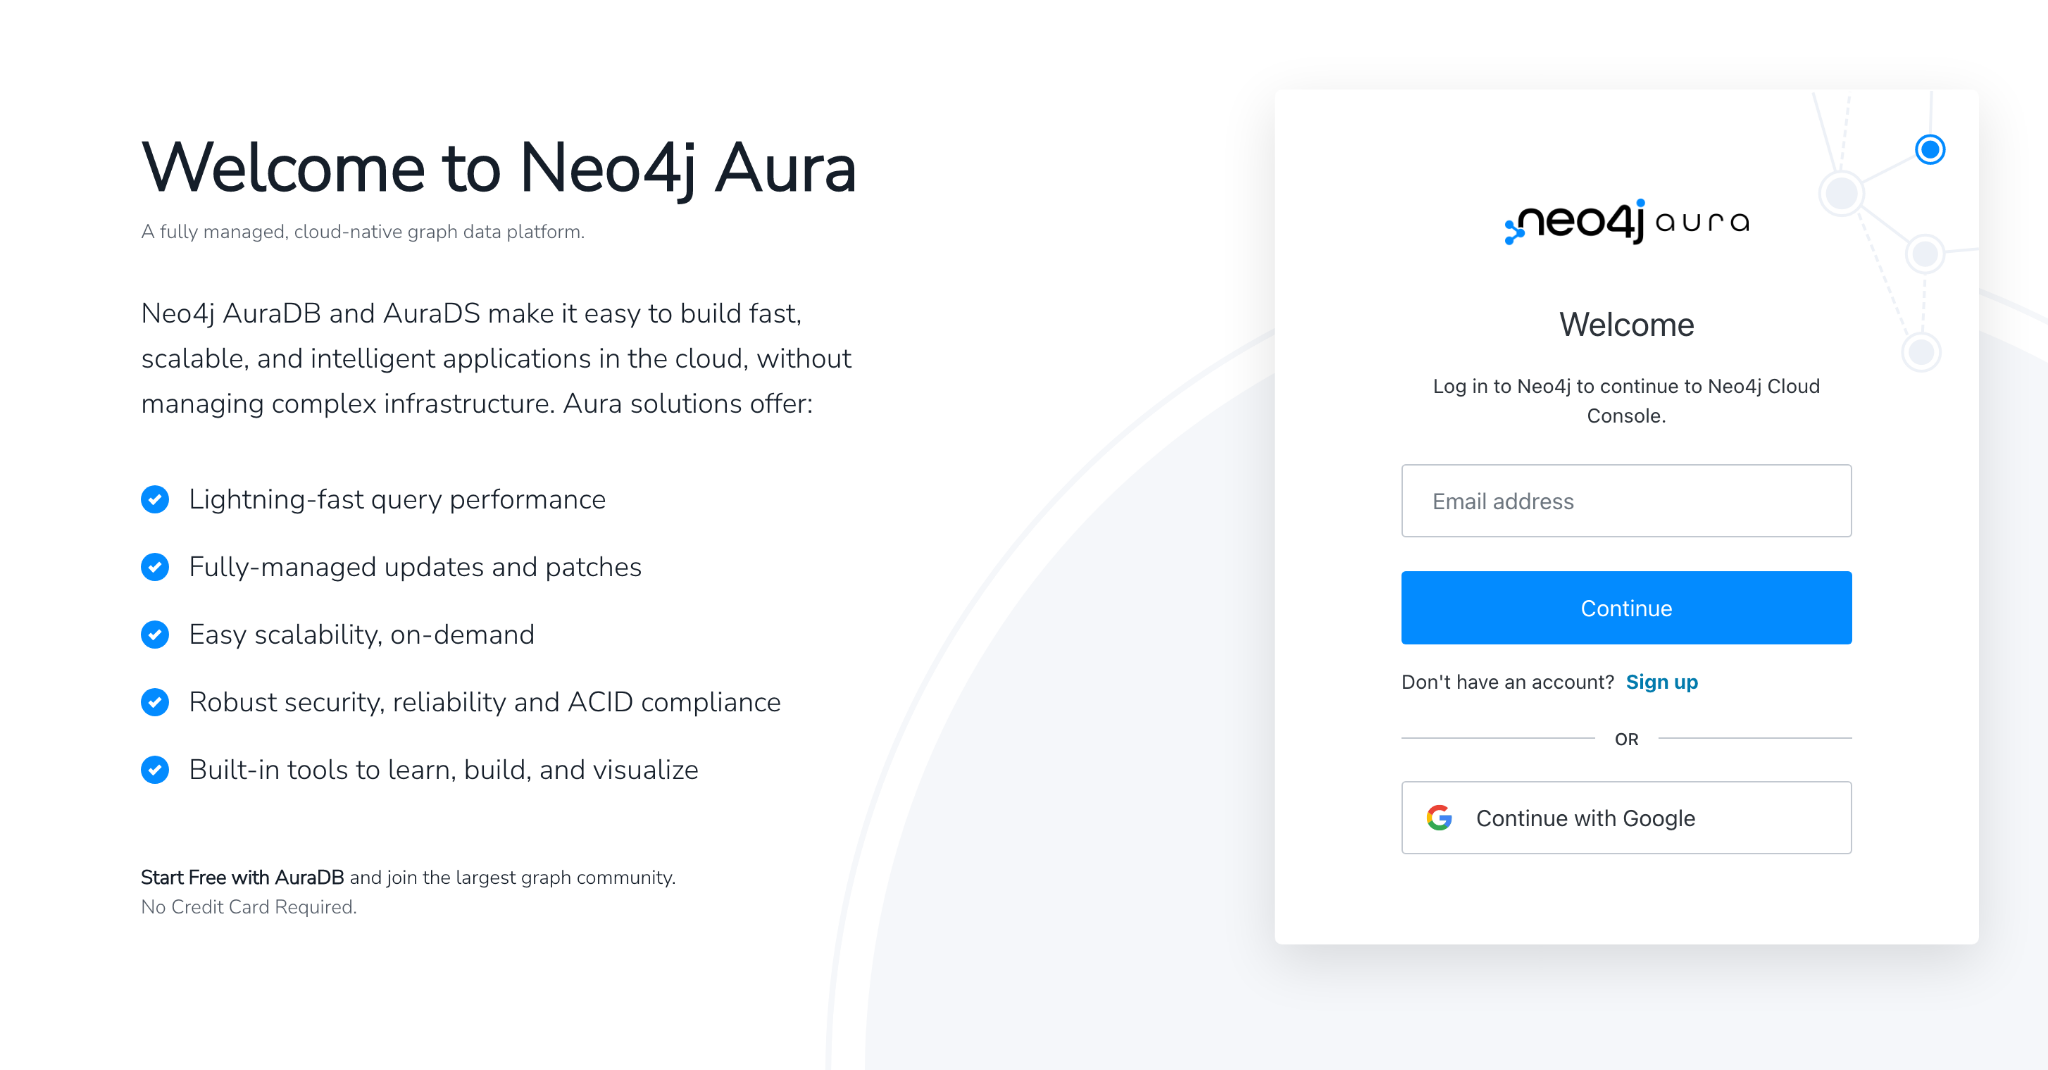 Welcome to Neo4j Aura
A fully managed, cloud-native graph data platform.
Neo4j AuraDB and AuraDS make it easy to build fast,
scalable, and intelligent applications in the cloud, without
managing complex infrastructure. Aura solutions offer:
Lightning-fast query performance
Fully-managed updates and patches
Easy scalability, on-demand
Robust security, reliability and ACID compliance
Built-in tools to learn, build, and visualize
Start Free with AuraDB and join the largest graph community.
No Credit Card Required.
neo4j aura
Welcome
Log in to Neo4j to continue to Neo4j Cloud
Console.
Email address
Continue
Don't have an account? Sign up
OR
Continue with Google